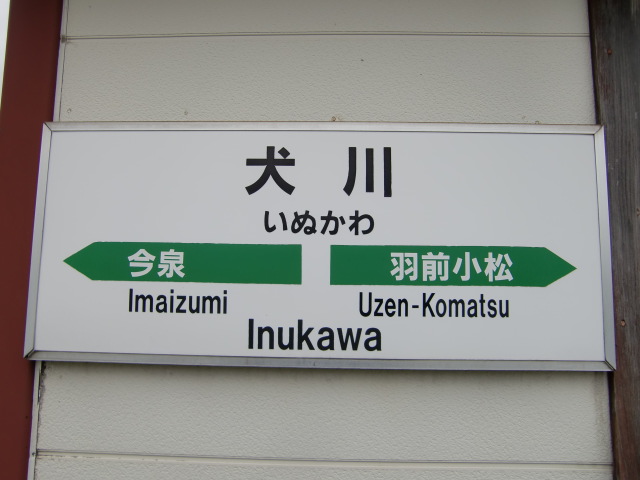 犬川
いぬかわ
今泉 羽前小松
Imaizumi Uzen-Komatsu
Inukawa